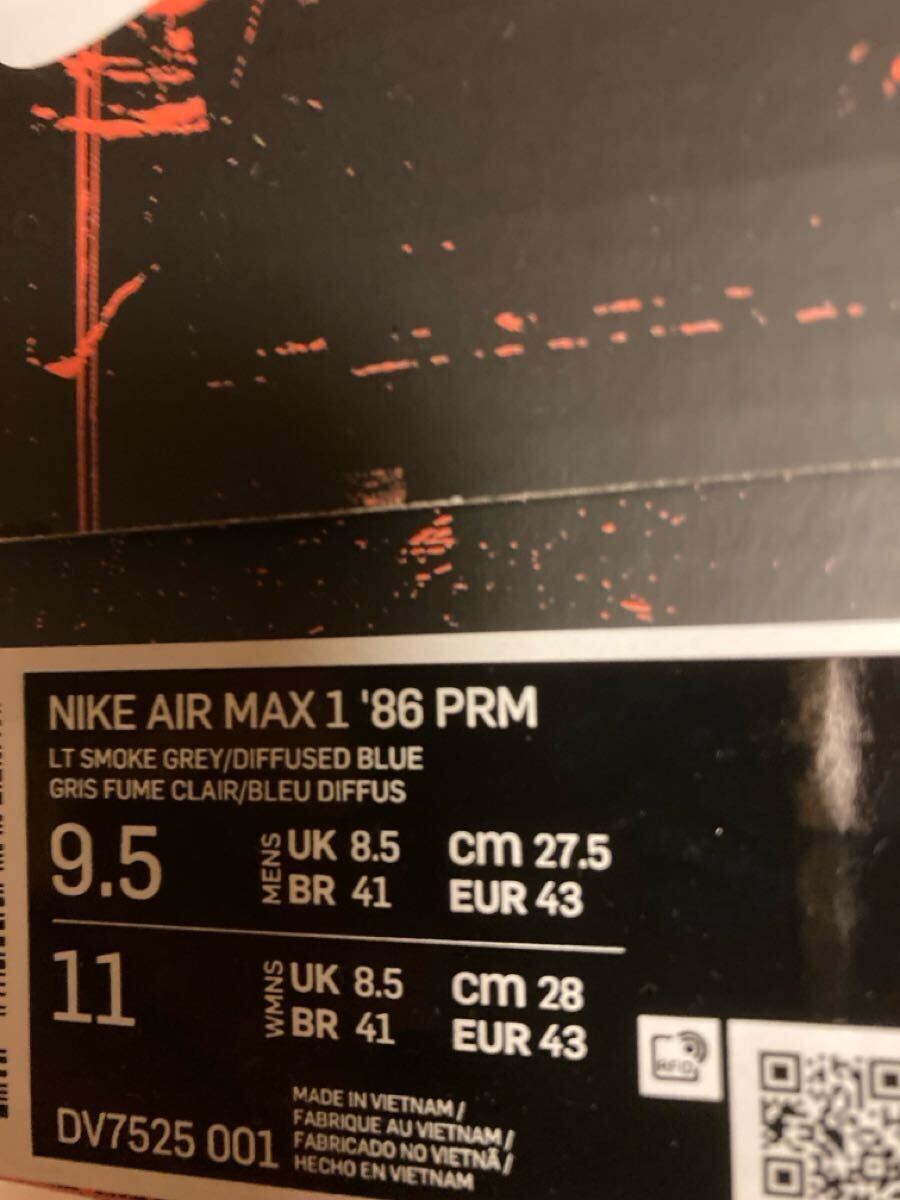 NIKE AIR MAX 1 '86 PRM
LT SMOKE GREY/DIFFUSED BLUE
GRIS FUME CLAIR/BLEU DIFFUS
9.5 MENS UK 8.5 cm 27.5
BR 41 EUR 43
11 WMNS UK 8.5 cm 28
BR 41 EUR 43
RFID
DV7525 001
MADE IN VIETNAM /
FABRIQUE AU VIETNAM /
FABRICADO NO VIETNÃ /
HECHO EN VIETNAM